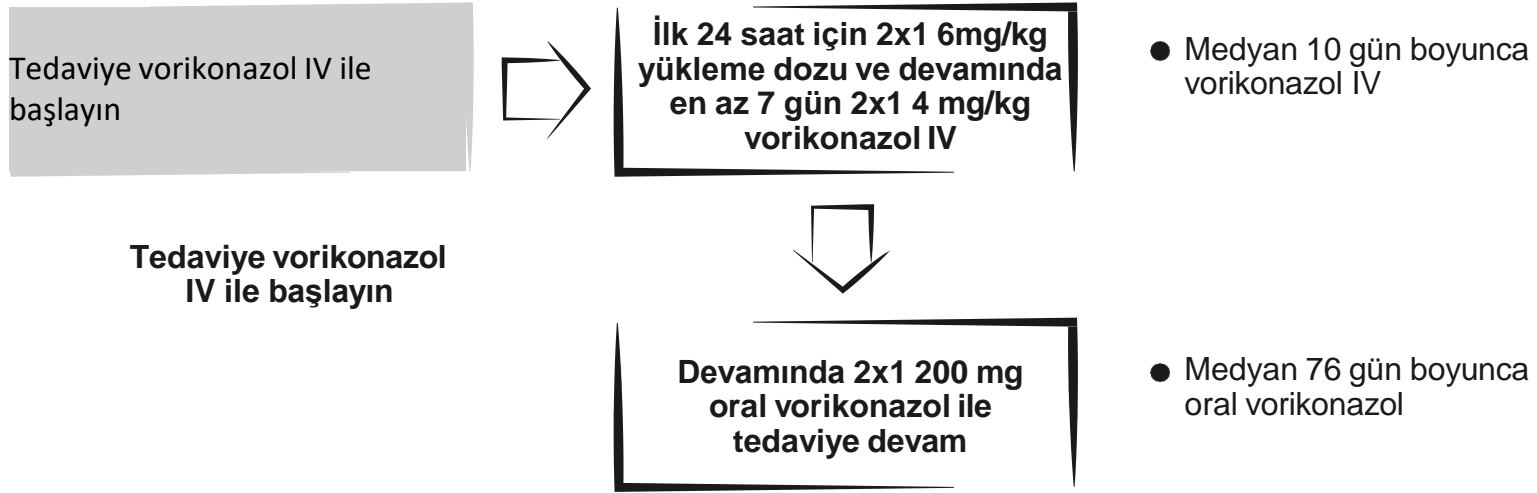 Tedaviye vorikonazol IV ile
başlayın
Tedaviye vorikonazol
IV ile başlayın
İlk 24 saat için 2x1 6mg/kg
yükleme dozu ve devamında
en az 7 gün 2x1 4 mg/kg
vorikonazol IV
● Medyan 10 gün boyunca
vorikonazol IV
Devamında 2x1 200 mg
oral vorikonazol ile
tedaviye devam
● Medyan 76 gün boyunca
oral vorikonazol